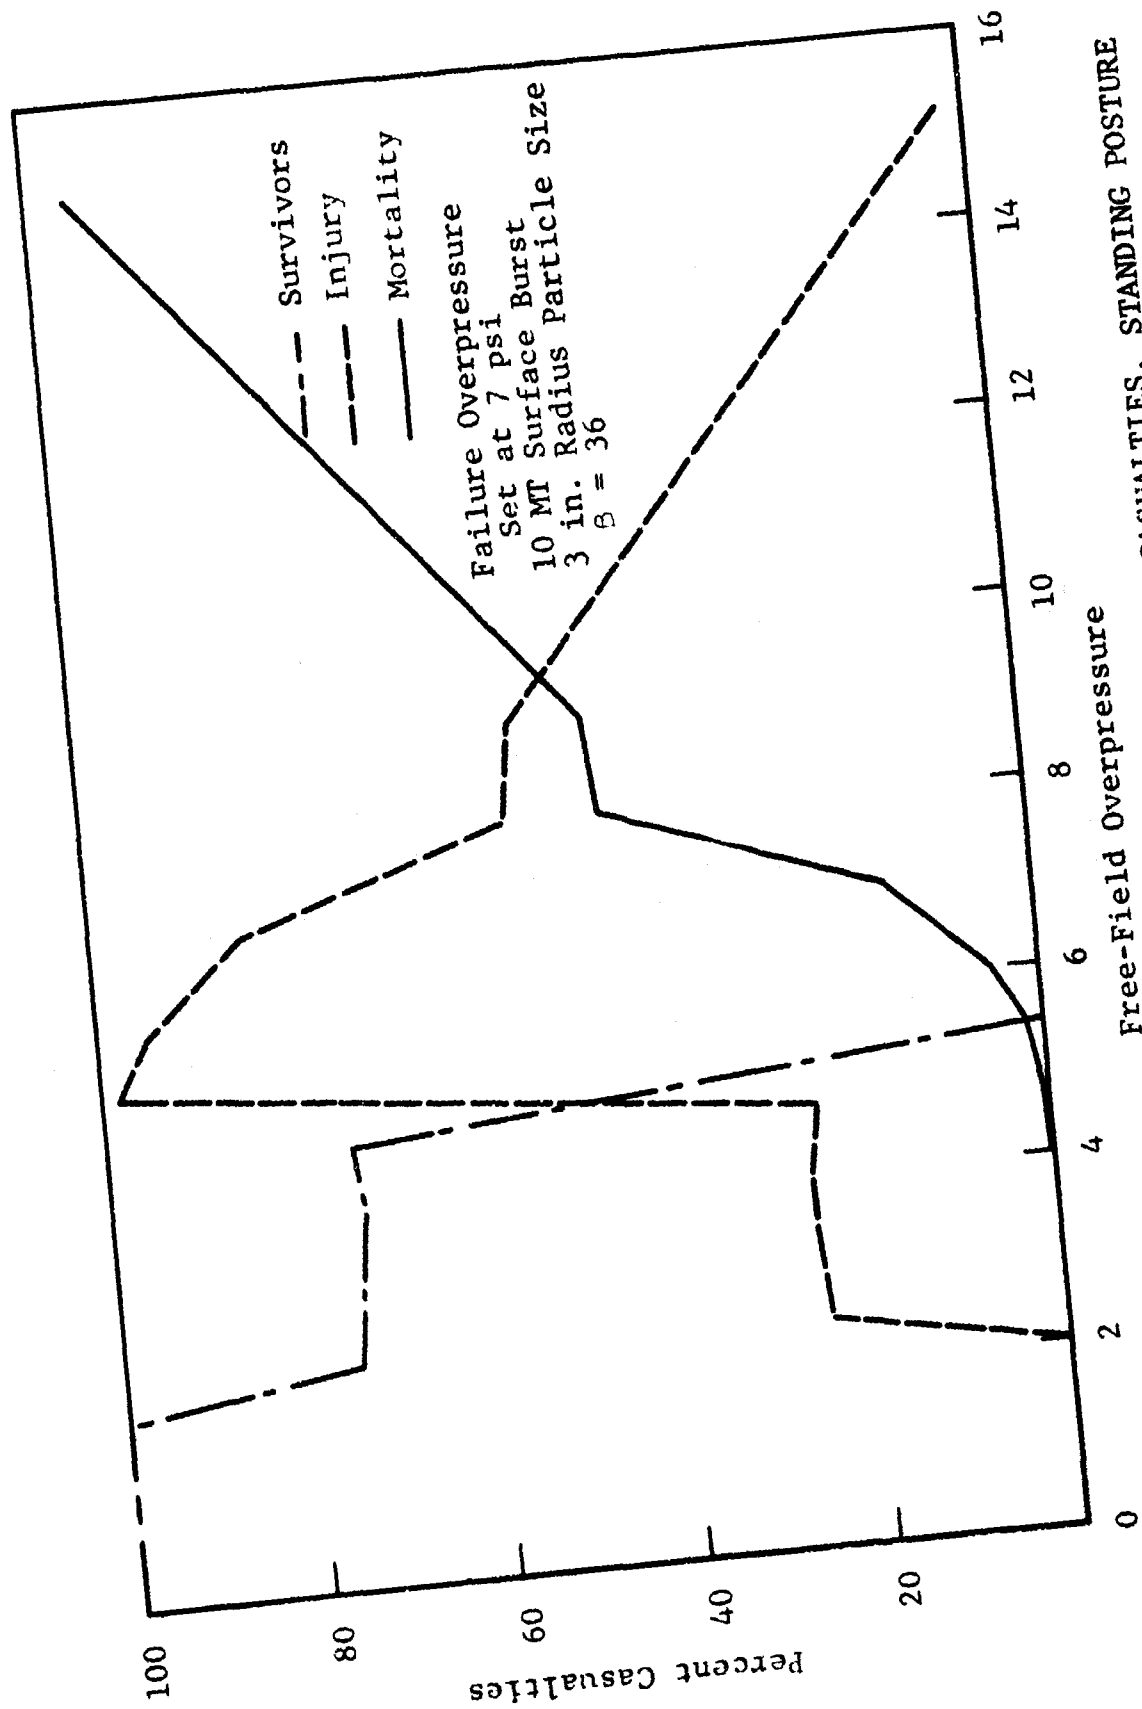 100
80
60
40
20
Percent Casualties
Survivors
Injury
Mortality
Failure Overpressure
Set at 7 psi
10 MT Surface Burst
3 in. Radius Particle Size
β = 36
0
2
4
6
8
10
12
14
16
Free-Field Overpressure
CASUALTIES, STANDING POSTURE